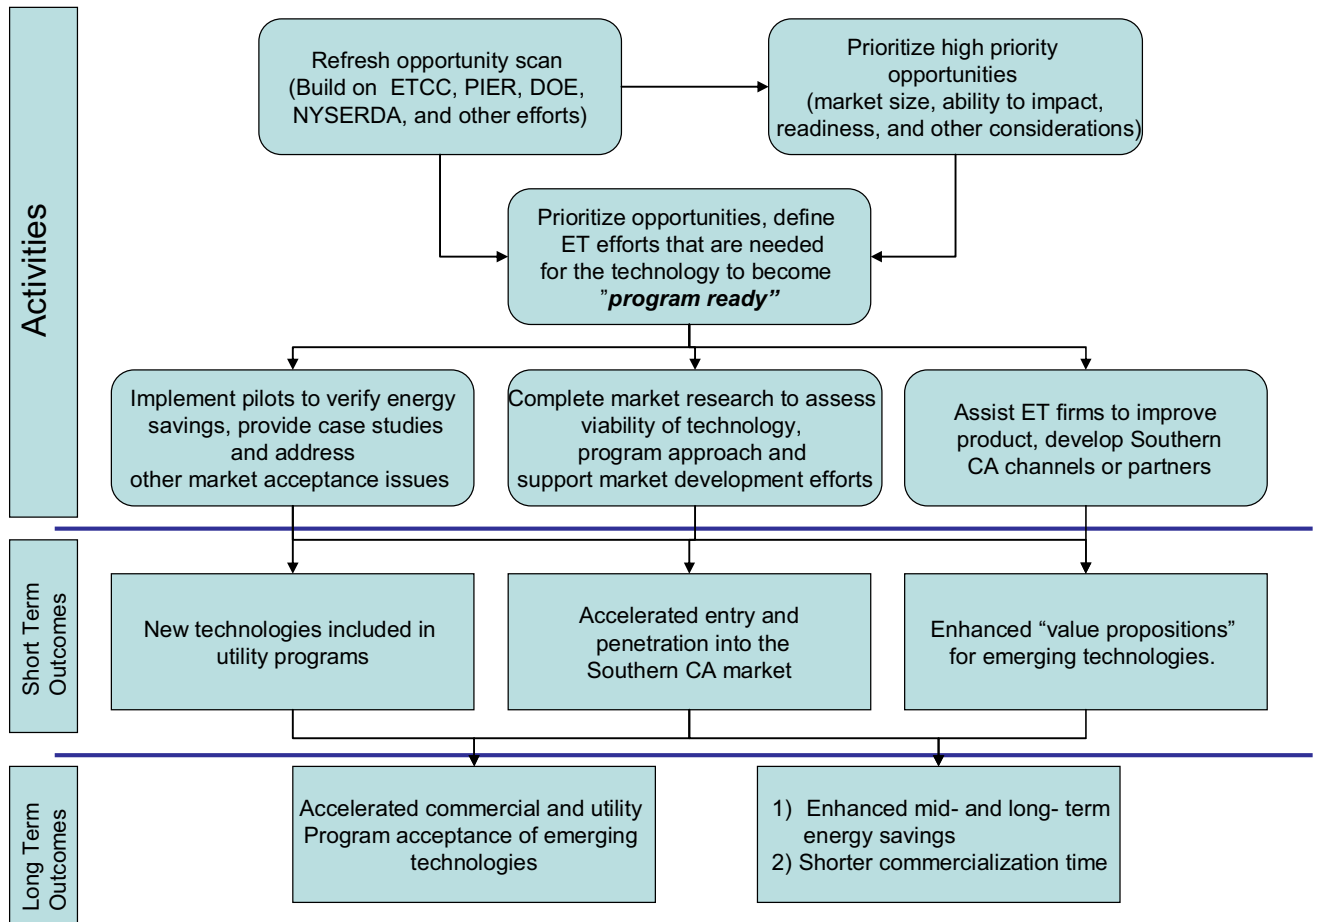 Activities
Refresh opportunity scan
(Build on ETCC, PIER, DOE,
NYSERDA, and other efforts)
Prioritize high priority
opportunities
(market size, ability to impact,
readiness, and other considerations)
Prioritize opportunities, define
ET efforts that are needed
for the technology to become
”program ready”
Implement pilots to verify energy
savings, provide case studies
and address
other market acceptance issues
Complete market research to assess
viability of technology,
program approach and
support market development efforts
Assist ET firms to improve
product, develop Southern
CA channels or partners
Short Term
Outcomes
New technologies included in
utility programs
Accelerated entry and
penetration into the
Southern CA market
Enhanced “value propositions”
for emerging technologies.
Long Term
Outcomes
Accelerated commercial and utility
Program acceptance of emerging
technologies
1) Enhanced mid- and long- term
energy savings
2) Shorter commercialization time